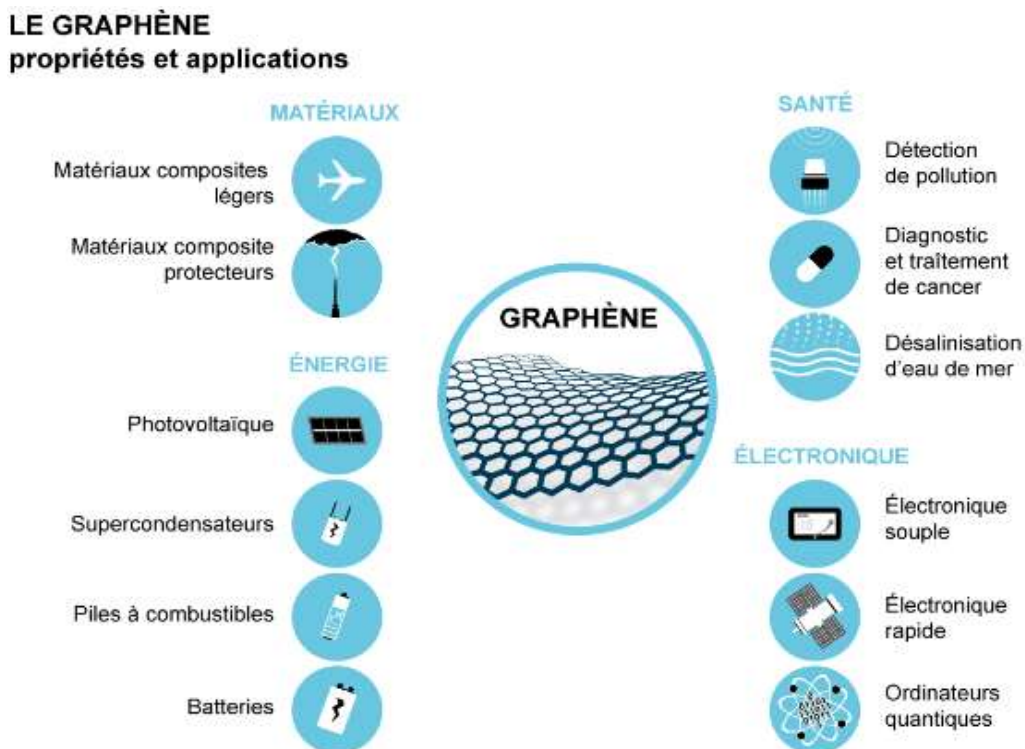 LE GRAPHÈNE
propriétés et applications
MATÉRIAUX
Matériaux composites
légers
Matériaux composite
protecteurs
ÉNERGIE
Photovoltaïque
Supercondensateurs
Piles à combustibles
Batteries
GRAPHÈNE
SANTÉ
Détection
de pollution
Diagnostic
et traîtement
de cancer
Désalinisation
d'eau de mer
ÉLECTRONIQUE
Électronique
souple
Électronique
rapide
Ordinateurs
quantiques